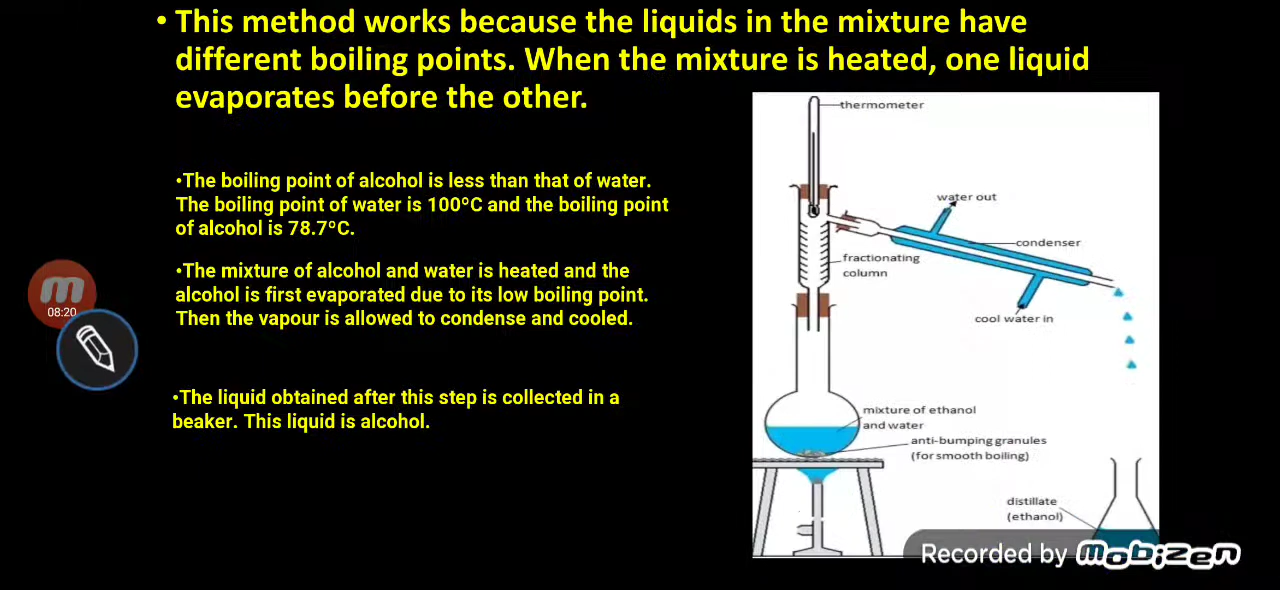 • This method works because the liquids in the mixture have
different boiling points. When the mixture is heated, one liquid
evaporates before the other.
•The boiling point of alcohol is less than that of water.
The boiling point of water is 100ºC and the boiling point
of alcohol is 78.7ºC.
•The mixture of alcohol and water is heated and the
alcohol is first evaporated due to its low boiling point.
Then the vapour is allowed to condense and cooled.
•The liquid obtained after this step is collected in a
beaker. This liquid is alcohol.
m
08:20
thermometer
water out
condenser
fractionating
column
cool water in
mixture of ethanol
and water
anti-bumping granules
(for smooth boiling)
distillate
(ethanol)
Recorded by mobizen